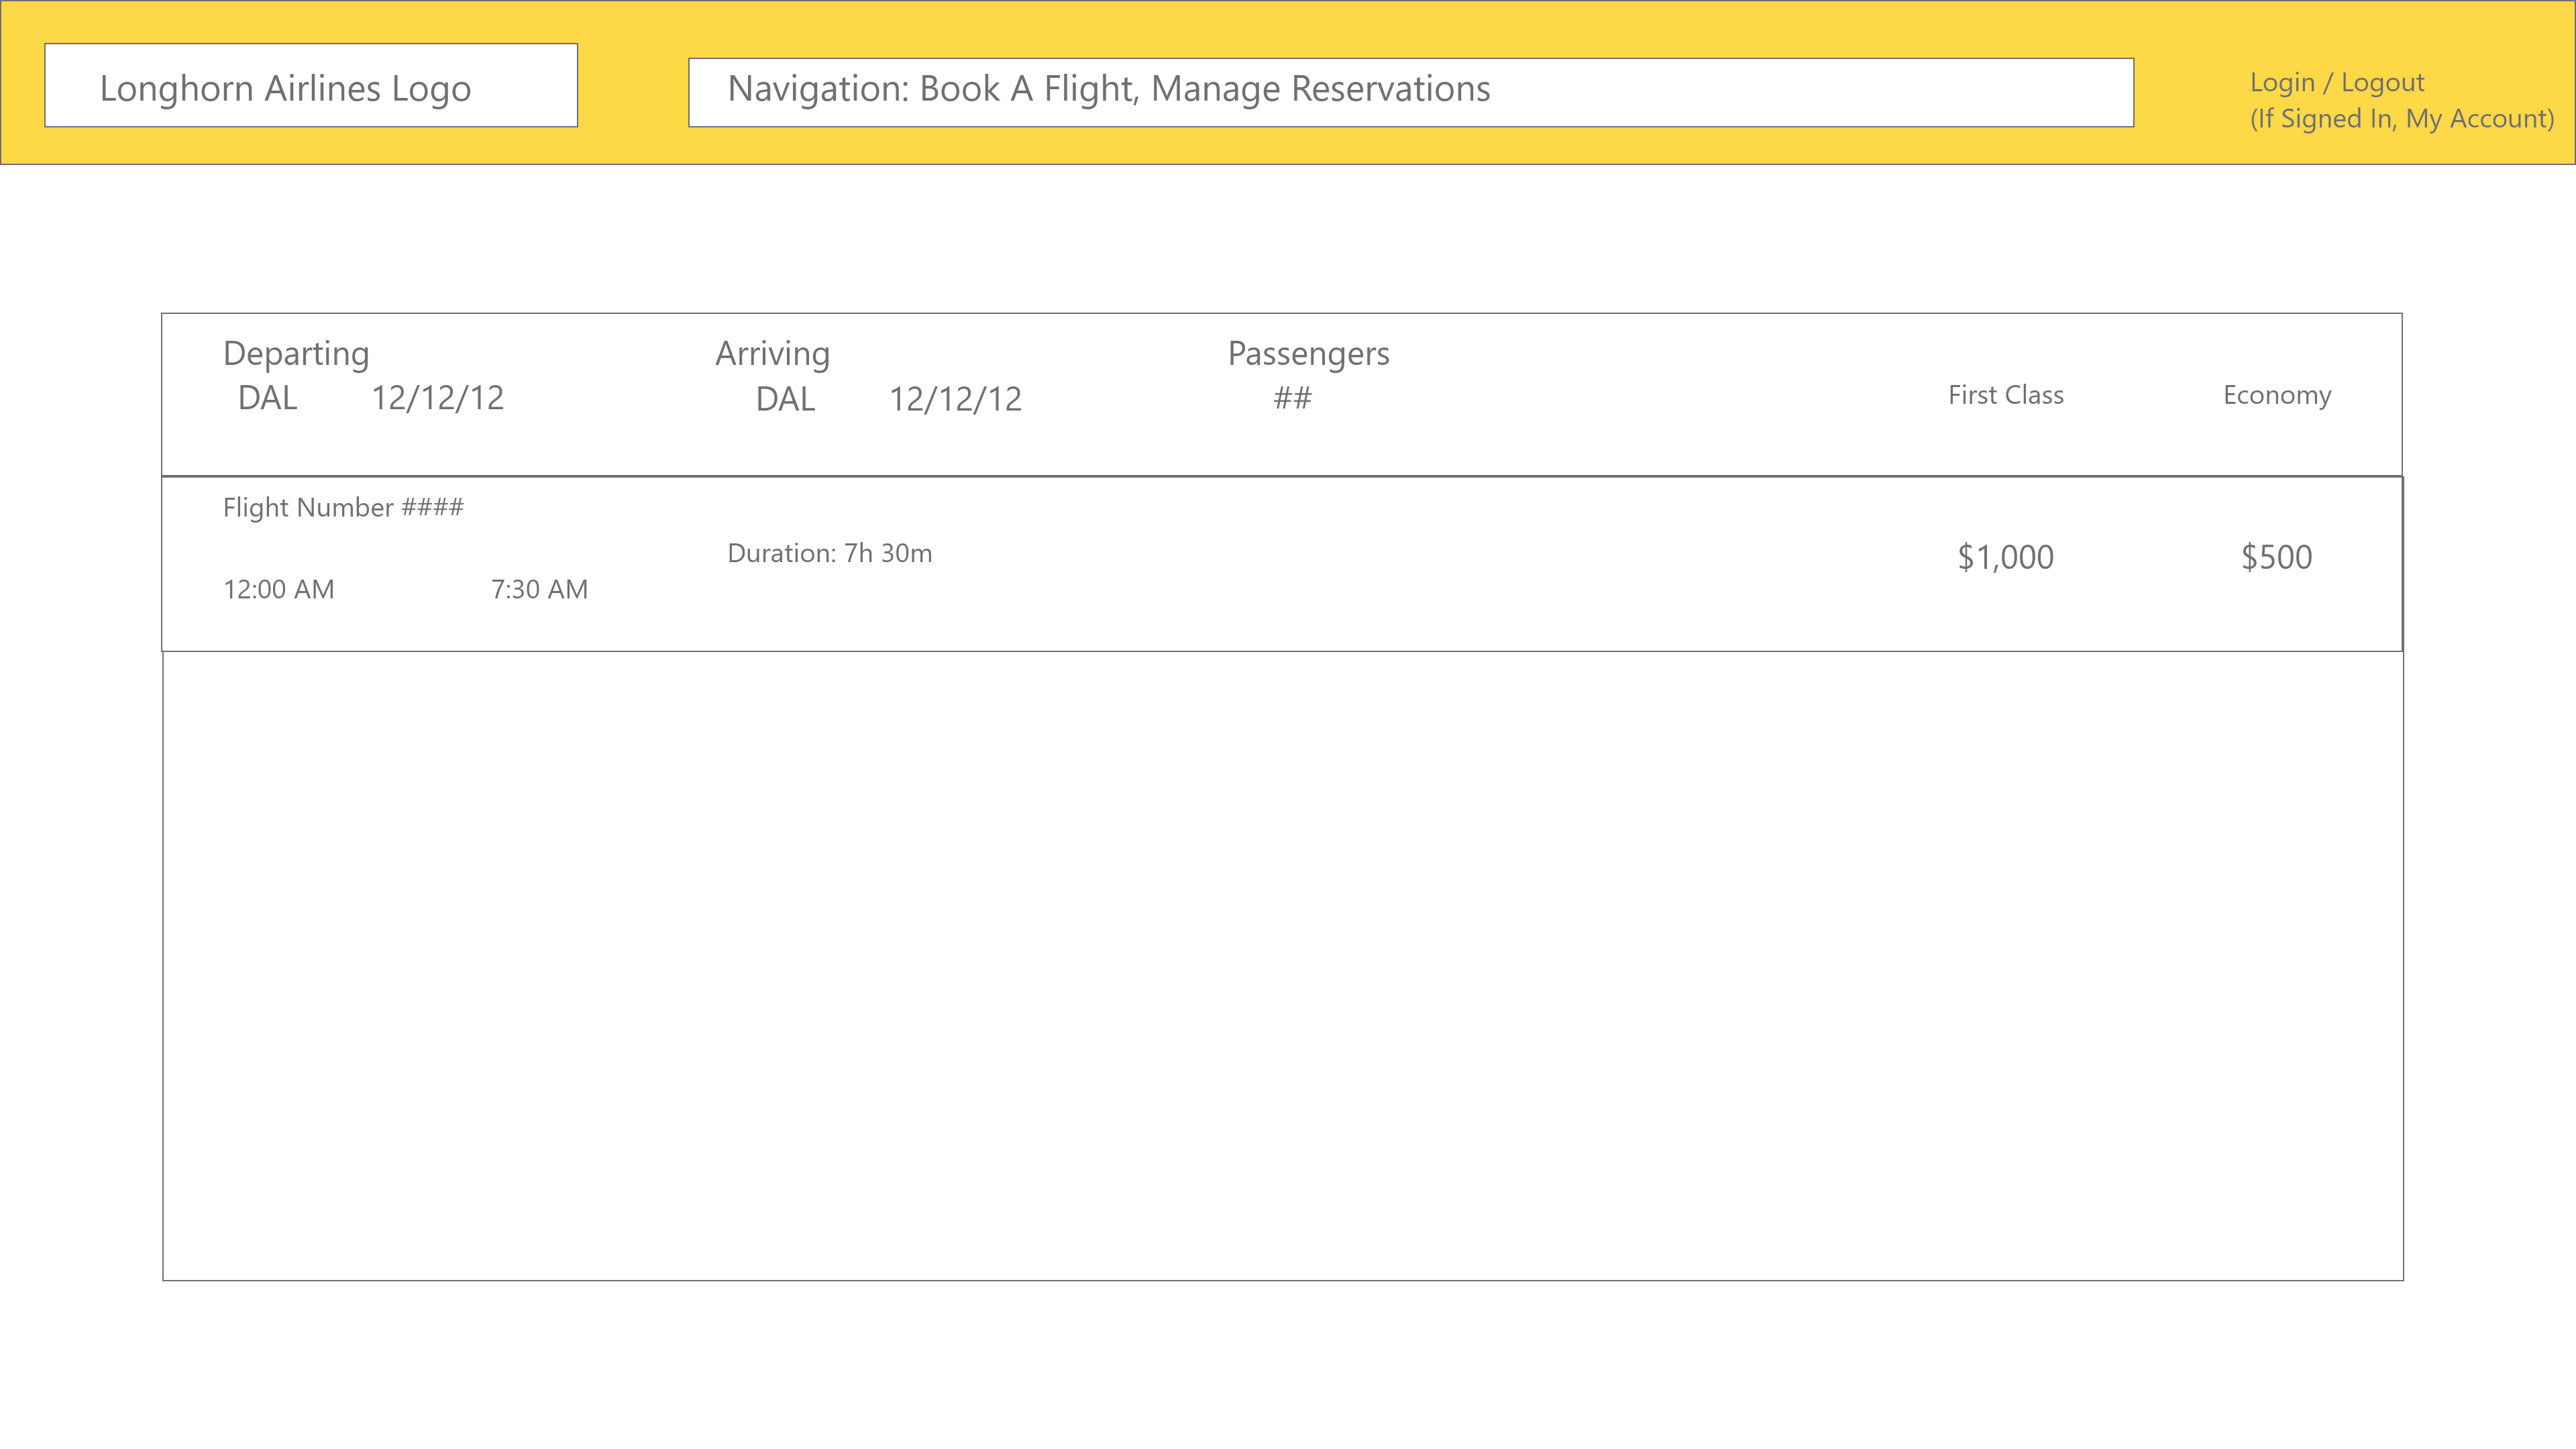 Longhorn Airlines Logo
Navigation: Book A Flight, Manage Reservations
Login / Logout
(If Signed In, My Account)
Departing
Arriving
Passengers
DAL 12/12/12
DAL 12/12/12
##
First Class
Economy
Flight Number ####
Duration: 7h 30m
$1,000
$500
12:00 AM
7:30 AM